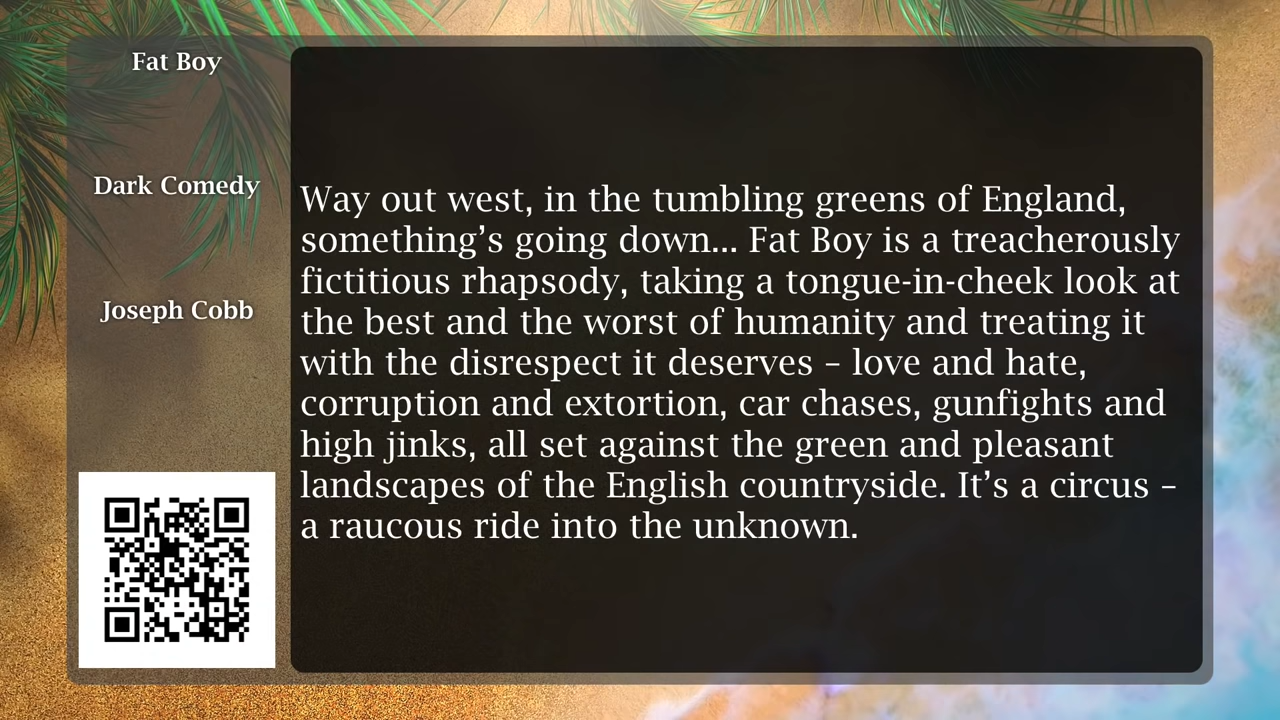 Fat Boy
Dark Comedy
Joseph Cobb
Way out west, in the tumbling greens of England,
something’s going down... Fat Boy is a treacherously
fictitious rhapsody, taking a tongue-in-cheek look at
the best and the worst of humanity and treating it
with the disrespect it deserves – love and hate,
corruption and extortion, car chases, gunfights and
high jinks, all set against the green and pleasant
landscapes of the English countryside. It’s a circus –
a raucous ride into the unknown.